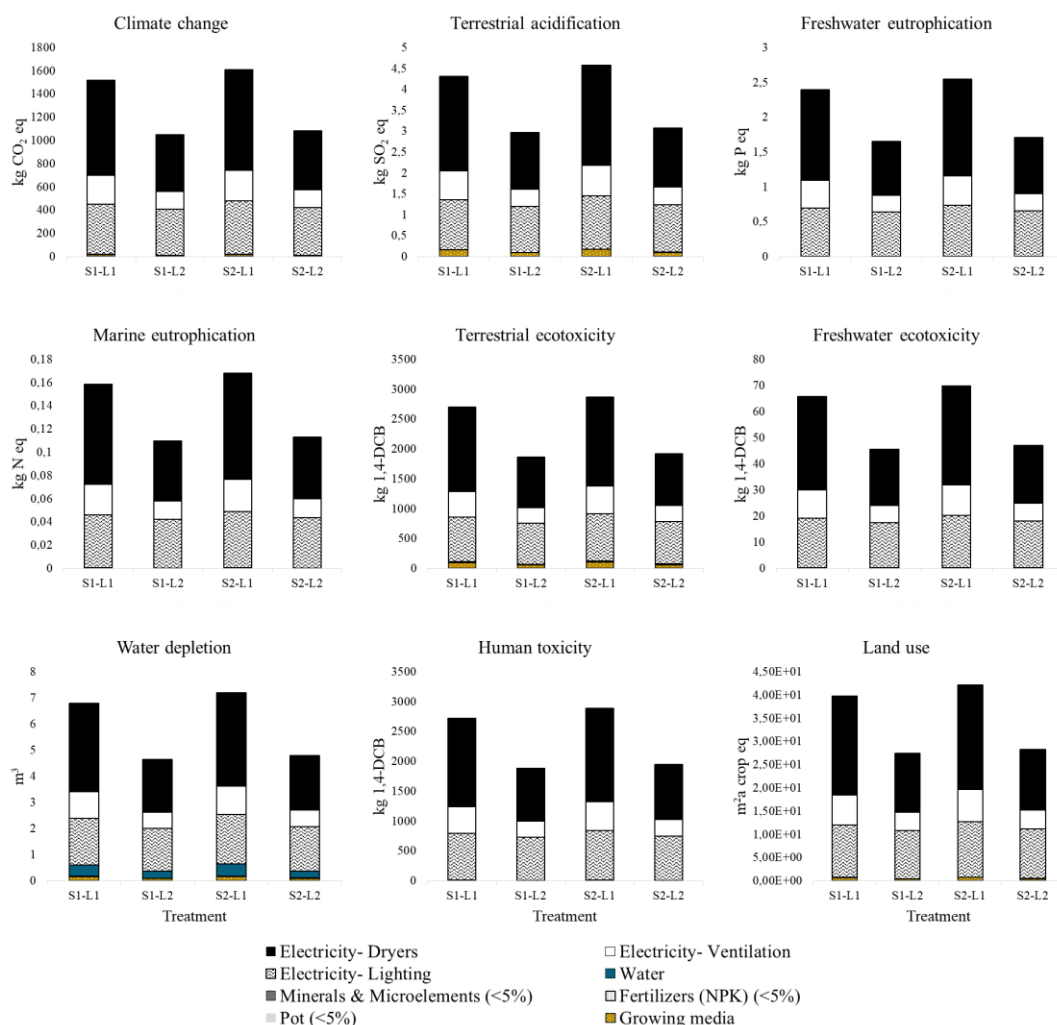 Climate change
Terrestrial acidification
Freshwater eutrophication
1800
1600
1400
1200
1000
800
600
400
200
0
kg CO₂ eq
S1-L1 S1-L2 S2-L1 S2-L2
5
4,5
4
3,5
3
2,5
2
1,5
1
0,5
0
kg SO₂ eq
S1-L1 S1-L2 S2-L1 S2-L2
3
2,5
2
1,5
1
0,5
0
kg P eq
S1-L1 S1-L2 S2-L1 S2-L2
Marine eutrophication
Terrestrial ecotoxicity
Freshwater ecotoxicity
0,18
0,16
0,14
0,12
0,1
0,08
0,06
0,04
0,02
0
kg N eq
S1-L1 S1-L2 S2-L1 S2-L2
3500
3000
2500
2000
1500
1000
500
0
kg 1,4-DCB
S1-L1 S1-L2 S2-L1 S2-L2
80
70
60
50
40
30
20
10
0
kg 1,4-DCB
S1-L1 S1-L2 S2-L1 S2-L2
Water depletion
Human toxicity
Land use
8
7
6
5
4
3
2
1
0
m³
S1-L1 S1-L2 S2-L1 S2-L2
Treatment
3500
3000
2500
2000
1500
1000
500
0
kg 1,4-DCB
S1-L1 S1-L2 S2-L1 S2-L2
Treatment
4,50E+01
4,00E+01
3,50E+01
3,00E+01
2,50E+01
2,00E+01
1,50E+01
1,00E+01
5,00E+00
0,00E+00
m²a crop eq
S1-L1 S1-L2 S2-L1 S2-L2
Treatment
Electricity- Dryers
Electricity- Ventilation
Electricity- Lighting
Water
Minerals & Microelements (<5%)
Fertilizers (NPK) (<5%)
Pot (<5%)
Growing media